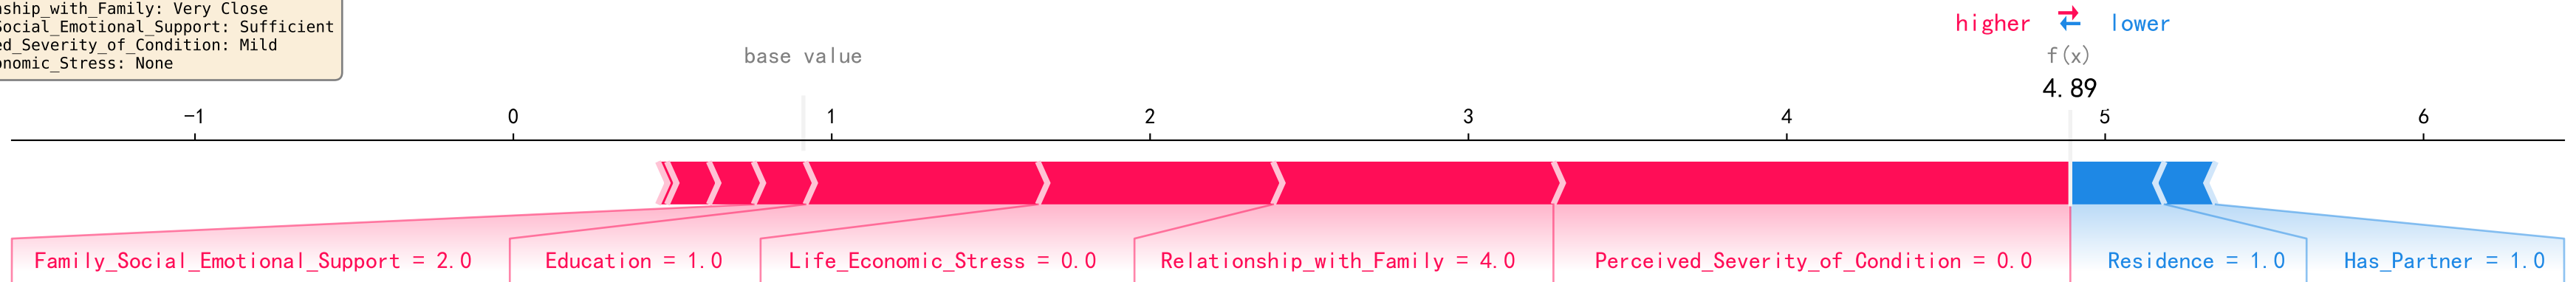 nship_with_Family: Very Close
Social_Emotional_Support: Sufficient
ed_Severity_of_Condition: Mild
onomic_Stress: None
higher lower
base value
f(x)
4.89
−1 0 1 2 3 4 5 6
Family_Social_Emotional_Support = 2.0 Education = 1.0 Life_Economic_Stress = 0.0 Relationship_with_Family = 4.0 Perceived_Severity_of_Condition = 0.0 Residence = 1.0 Has_Partner = 1.0